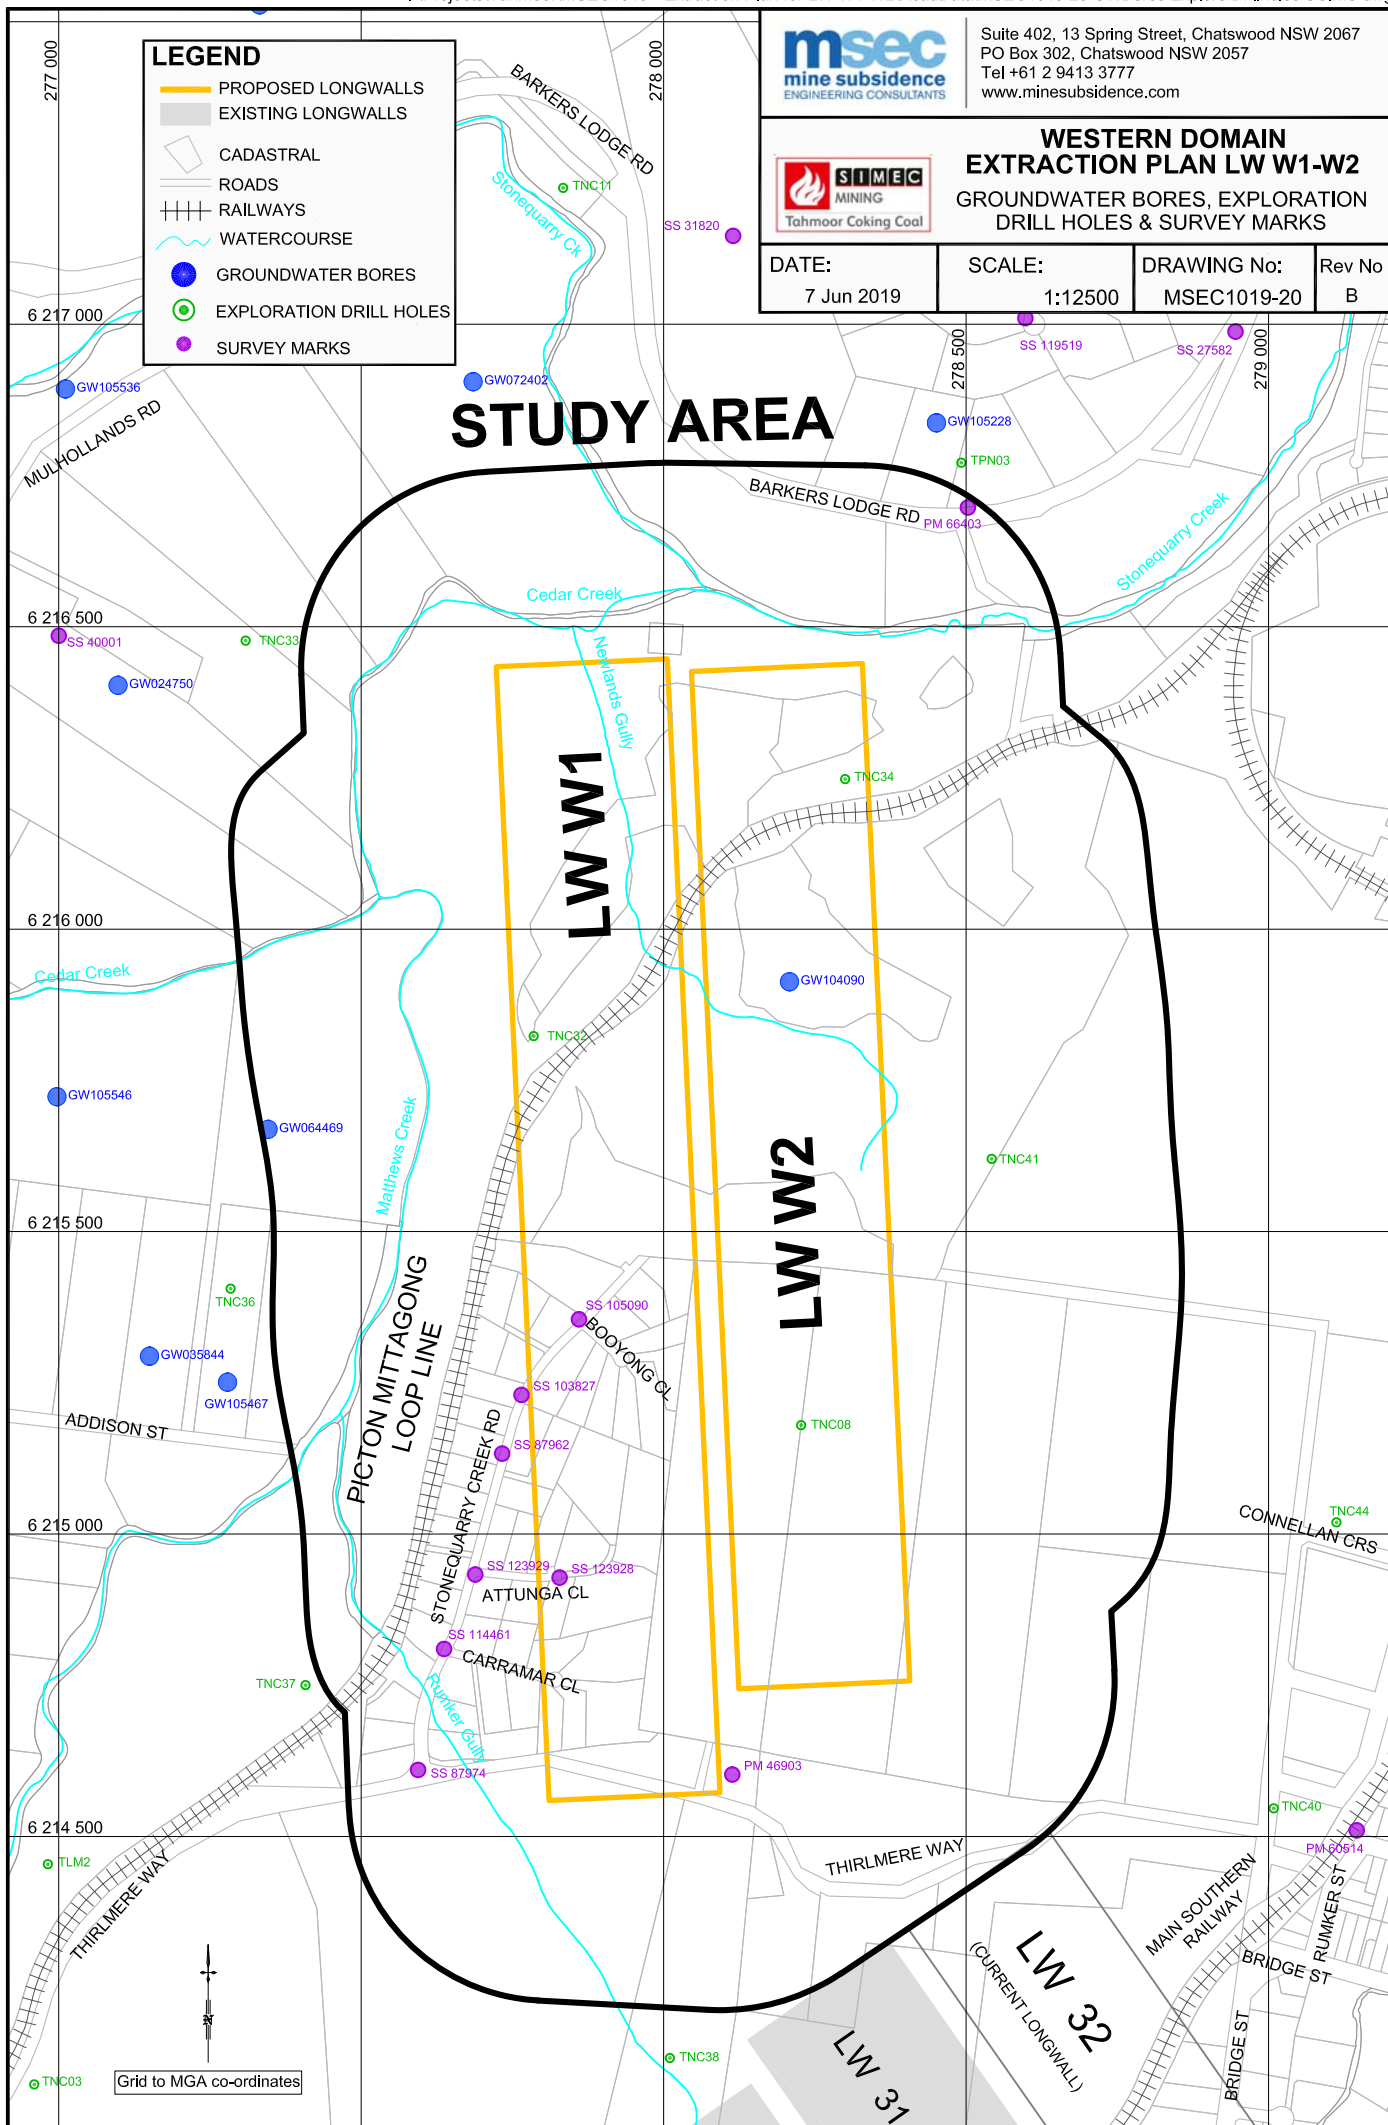 msec
mine subsidence
ENGINEERING CONSULTANTS
Suite 402, 13 Spring Street, Chatswood NSW 2067
PO Box 302, Chatswood NSW 2057
Tel +61 2 9413 3777
www.minesubsidence.com
SIMEC
MINING
Tahmoor Coking Coal
WESTERN DOMAIN
EXTRACTION PLAN LW W1-W2
GROUNDWATER BORES, EXPLORATION
DRILL HOLES & SURVEY MARKS
DATE:
7 Jun 2019
SCALE:
1:12500
DRAWING No:
MSEC1019-20
Rev No
B
LEGEND
PROPOSED LONGWALLS
EXISTING LONGWALLS
CADASTRAL
ROADS
RAILWAYS
WATERCOURSE
GROUNDWATER BORES
EXPLORATION DRILL HOLES
SURVEY MARKS
277 000
278 000
278 500
279 000
BARKERS LODGE RD
TNC11
Stonequarry Ck
SS 31820
6 217 000
SS 119519
SS 27582
GW105536
GW072402
MULHOLLANDS RD
STUDY AREA
GW105228
TPN03
BARKERS LODGE RD
PM 66403
Stonequarry Creek
Cedar Creek
6 216 500
SS 40001
TNC33
GW024750
Newlands Gully
LW W1
TNC34
6 216 000
Cedar Creek
GW104090
TNC32
GW105546
GW064469
Matthews Creek
TNC41
LW W2
6 215 500
PICTON MITTAGONG
LOOP LINE
TNC36
SS 105090
BOOYONG CL
GW035844
GW105467
SS 103827
ADDISON ST
STONEQUARRY CREEK RD
SS 87962
TNC08
6 215 000
TNC44
CONNELLAN CRS
SS 123929
SS 123928
ATTUNGA CL
SS 114461
CARRAMAR CL
TNC37
Rumker Gully
SS 87974
PM 46903
TNC40
6 214 500
PM 60514
TLM2
THIRLMERE WAY
THIRLMERE WAY
MAIN SOUTHERN
RAILWAY
RUMKER ST
BRIDGE ST
BRIDGE ST
LW 32
(CURRENT LONGWALL)
LW 31
TNC38
TNC03
N
Grid to MGA co-ordinates